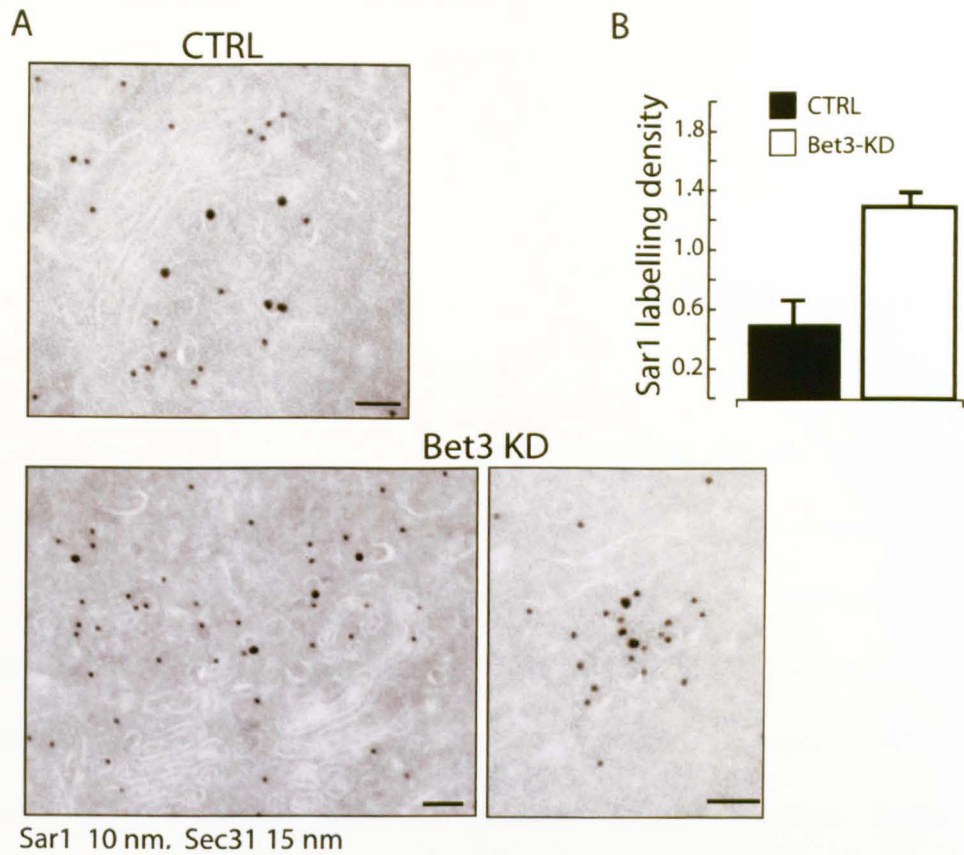 A
CTRL
B
Sar1 labelling density
1.8
1.4
1.0
0.6
0.2
CTRL
Bet3-KD
Bet3 KD
Sar1 10 nm, Sec31 15 nm